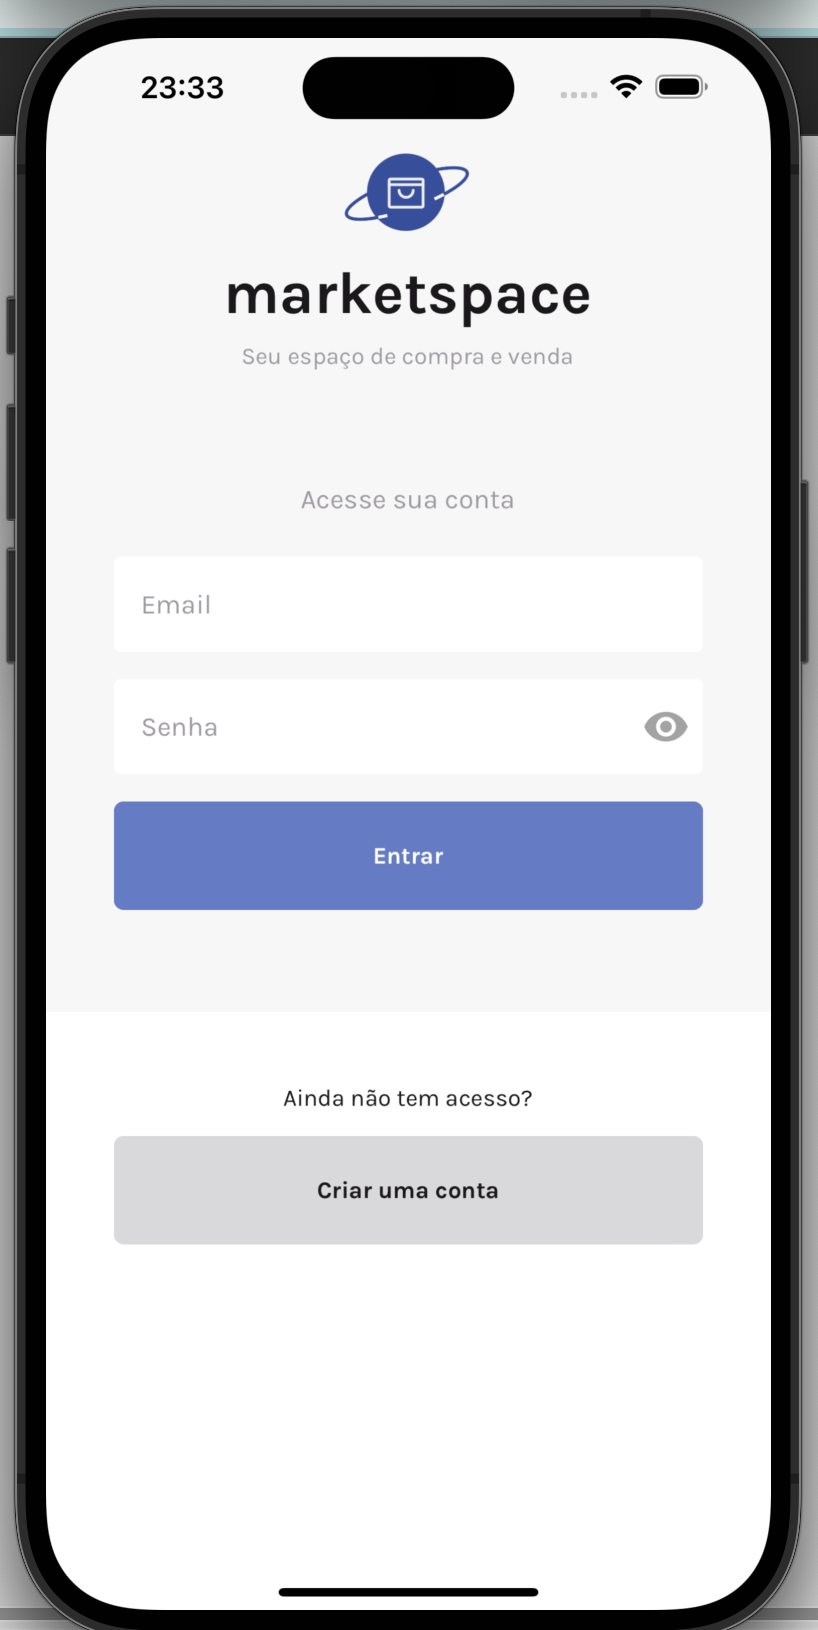 23:33
marketspace
Seu espaço de compra e venda
Acesse sua conta
Email
Senha
Entrar
Ainda não tem acesso?
Criar uma conta